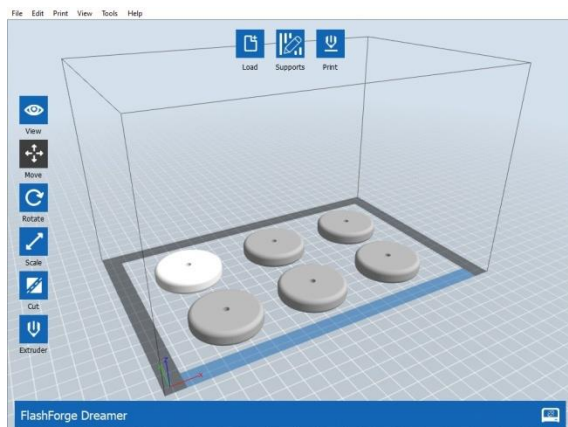 File Edit Print View Tools Help
Load Supports Print
View
Move
Rotate
Scale
Cut
Extruder
FlashForge Dreamer